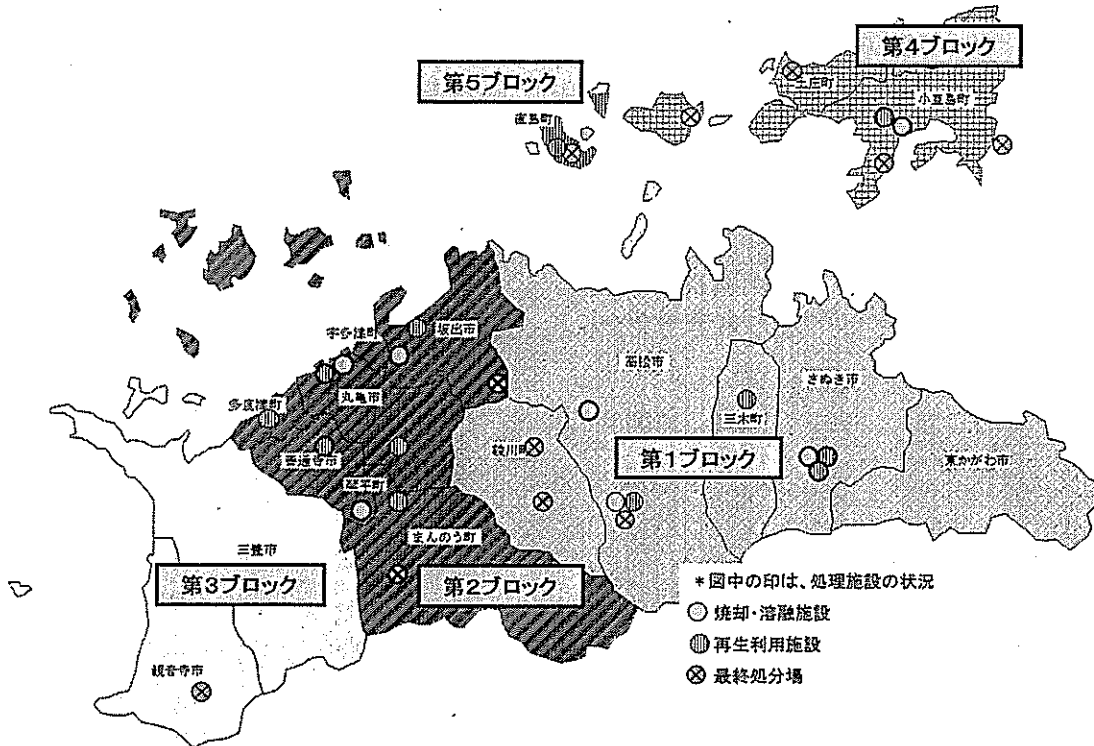 第4ブロック
土庄町
小豆島町
第5ブロック
直島町
宇多津町
坂出市
高松市
さぬき市
丸亀市
多度津町
三木町
善通寺市
綾川町
第1ブロック
東かがわ市
琴平町
まんのう町
三豊市
第3ブロック
第2ブロック
*図中の印は、処理施設の状況
焼却・溶融施設
再生利用施設
観音寺市
最終処分場